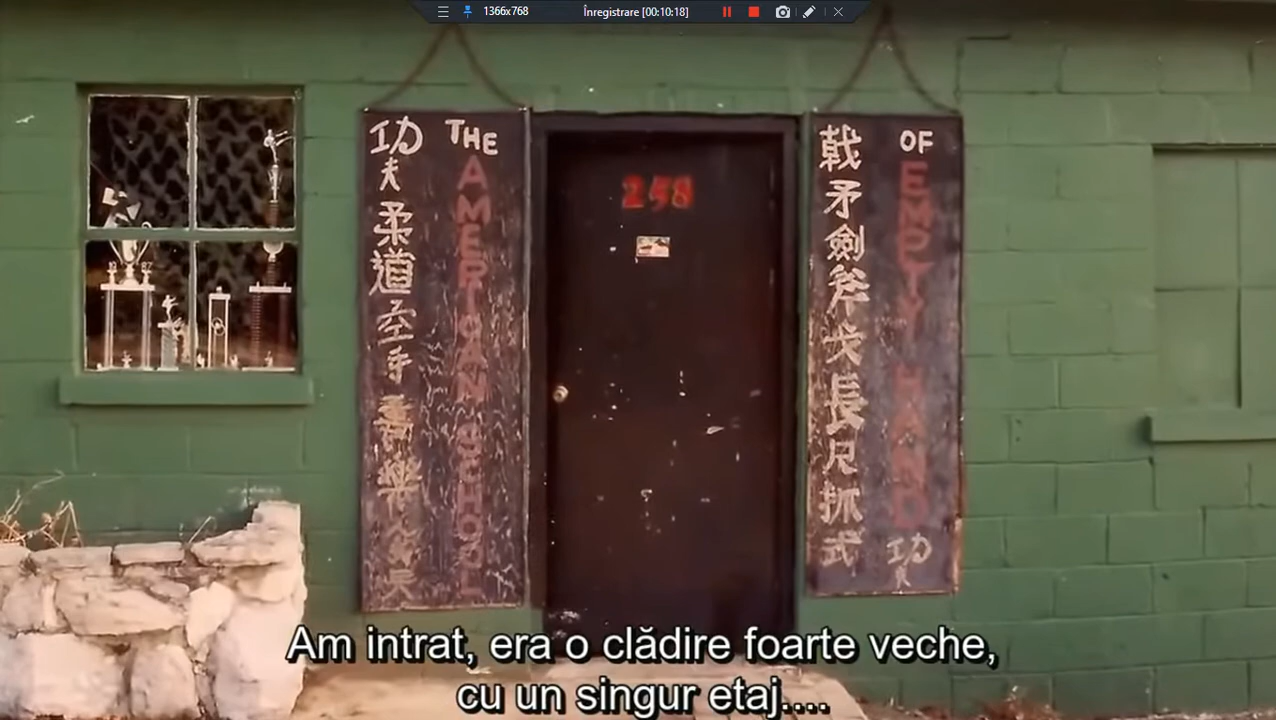 1366x768
Înregistrare [00:10:18]
THE
AMERICAN SCHOOL
功夫柔道空手
258
OF
EMPTY HAND
功夫
戟矛劍斧戈長尺抓式
Am intrat, era o clădire foarte veche,
cu un singur etaj....